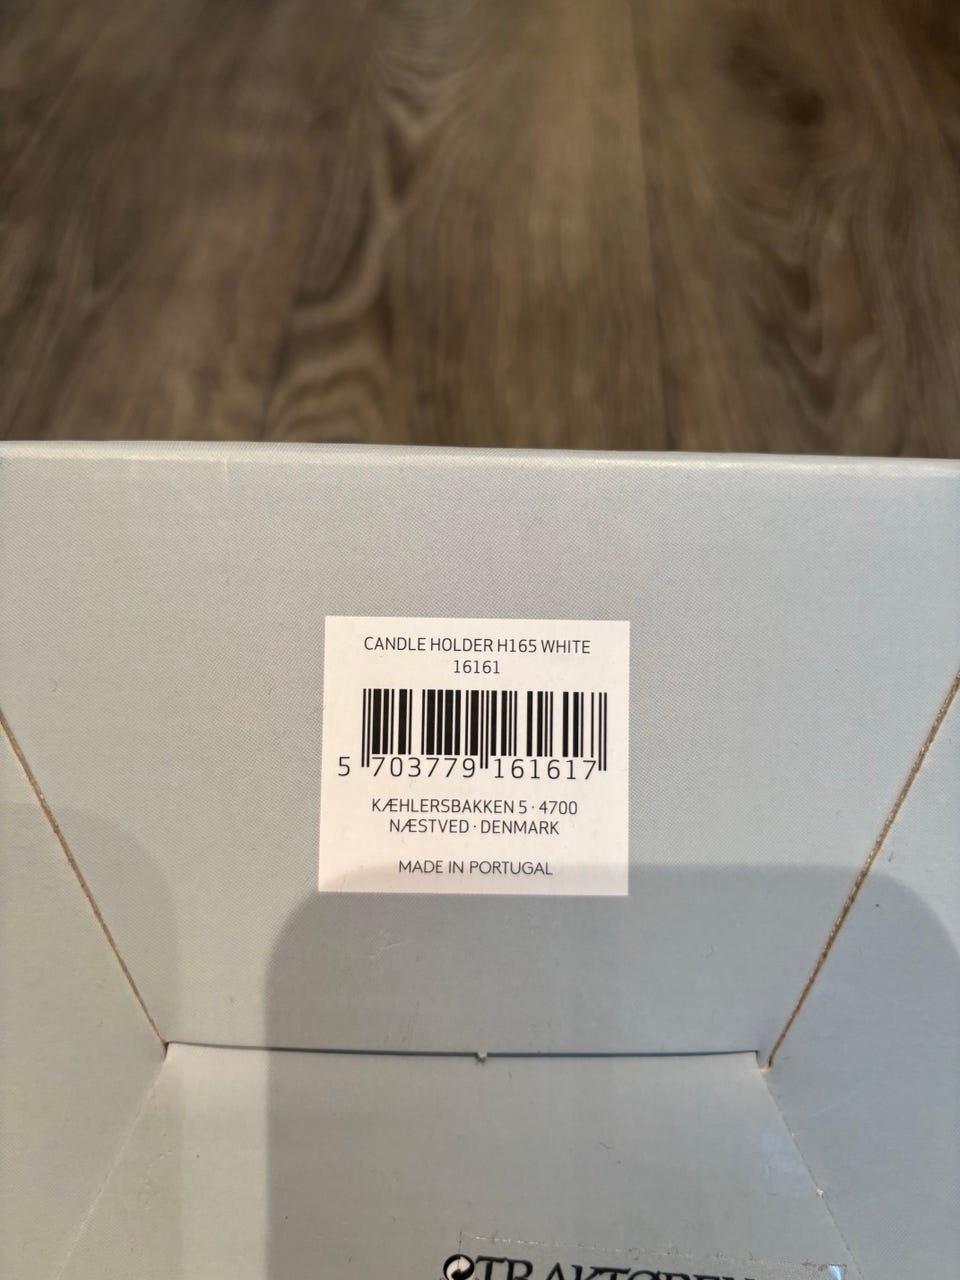 CANDLE HOLDER H165 WHITE
16161
5 703779 161617
KÆHLERSBAKKEN 5 · 4700
NÆSTVED · DENMARK
MADE IN PORTUGAL